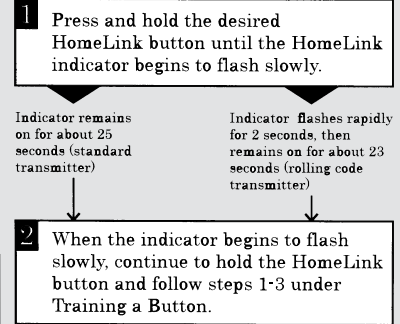 1
Press and hold the desired
HomeLink button until the HomeLink
indicator begins to flash slowly.
Indicator remains
on for about 25
seconds (standard
transmitter)
Indicator flashes rapidly
for 2 seconds, then
remains on for about 23
seconds (rolling code
transmitter)
2
When the indicator begins to flash
slowly, continue to hold the HomeLink
button and follow steps 1-3 under
Training a Button.